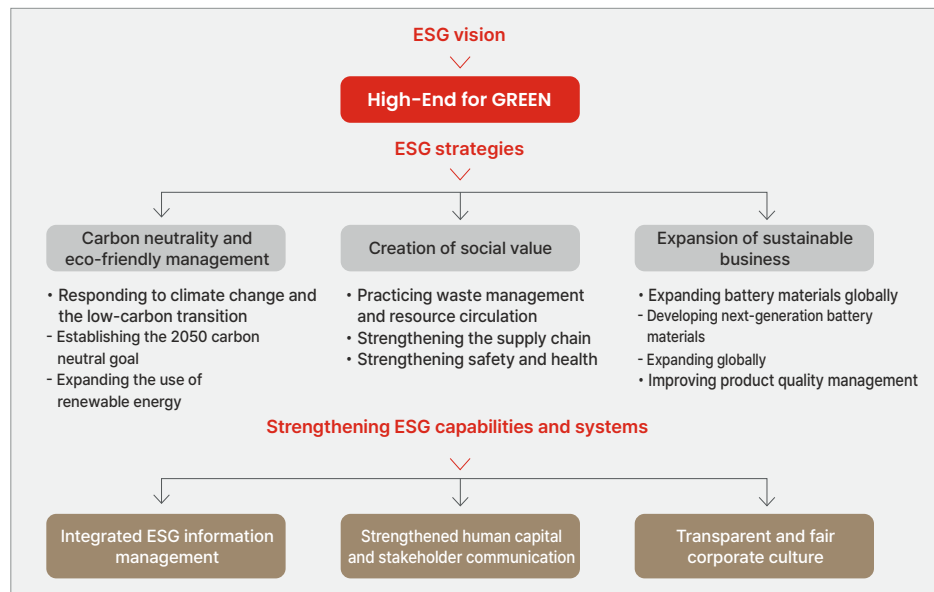 ESG vision
High-End for GREEN
ESG strategies
Carbon neutrality and
eco-friendly management
• Responding to climate change and
the low-carbon transition
- Establishing the 2050 carbon
neutral goal
- Expanding the use of
renewable energy
Creation of social value
• Practicing waste management
and resource circulation
• Strengthening the supply chain
• Strengthening safety and health
Expansion of sustainable
business
• Expanding battery materials globally
- Developing next-generation battery
materials
- Expanding globally
• Improving product quality management
Strengthening ESG capabilities and systems
Integrated ESG information
management
Strengthened human capital
and stakeholder communication
Transparent and fair
corporate culture